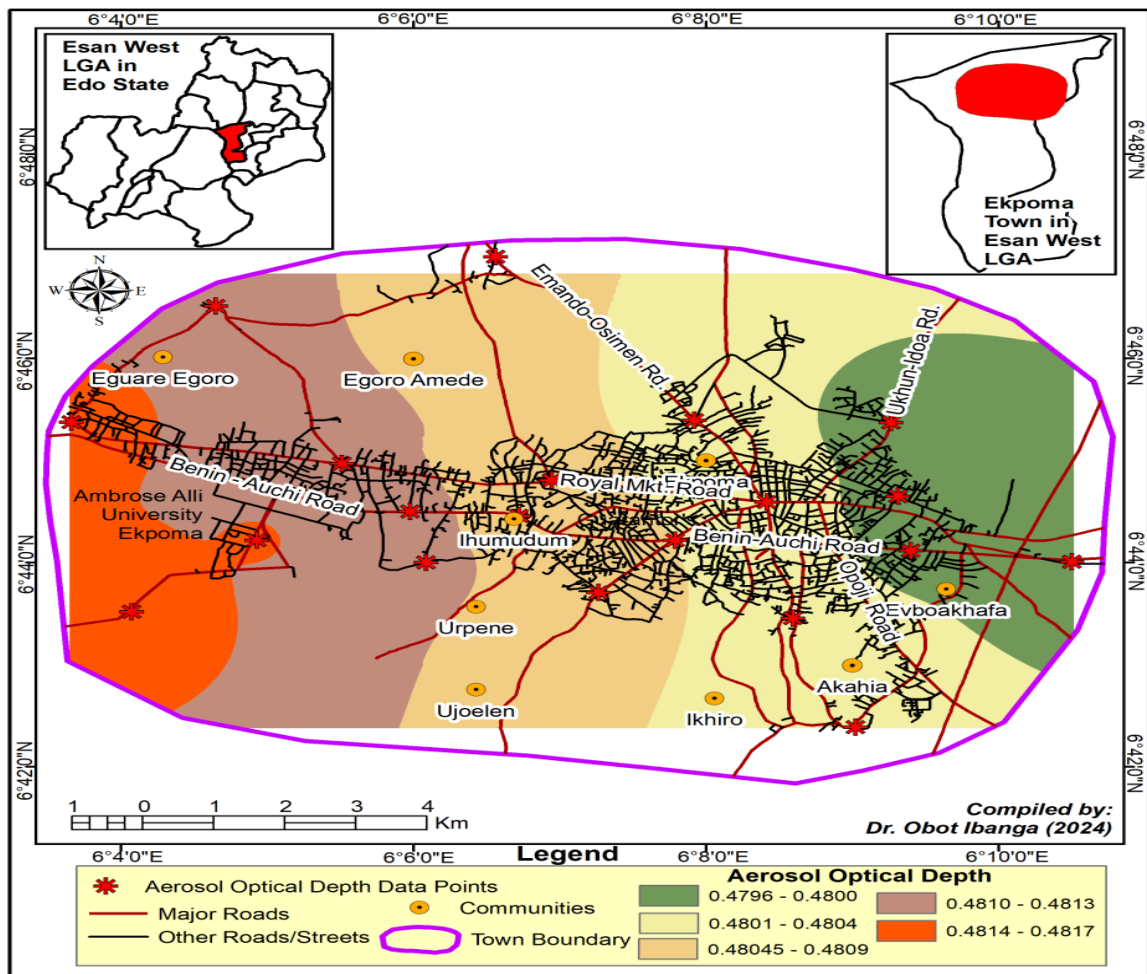 6°4'0"E
6°6'0"E
6°8'0"E
6°10'0"E
Esan West
LGA in
Edo State
Ekpoma
Town in
Esan West
LGA
6°48'0"N
6°48'0"N
N
W
E
S
Emando-Osimen Rd.
Ukhun-Idoa Rd.
6°46'0"N
6°46'0"N
Eguare Egoro
Egoro Amede
Benin - Auchi Road
Royal Mkt. Road
Ambrose Alli
University
Ekpoma
Ihumudum
Benin-Auchi Road
6°44'0"N
6°44'0"N
Opoji Road
Evboakhafa
Urpene
Akahia
Ujoelen
Ikhiro
6°42'0"N
6°42'0"N
1 0 1 2 3 4
Km
Compiled by:
Dr. Obot Ibanga (2024)
6°4'0"E
6°6'0"E
6°8'0"E
6°10'0"E
Legend
Aerosol Optical Depth Data Points
Major Roads
Other Roads/Streets
Communities
Town Boundary
Aerosol Optical Depth
0.4796 - 0.4800
0.4801 - 0.4804
0.48045 - 0.4809
0.4810 - 0.4813
0.4814 - 0.4817